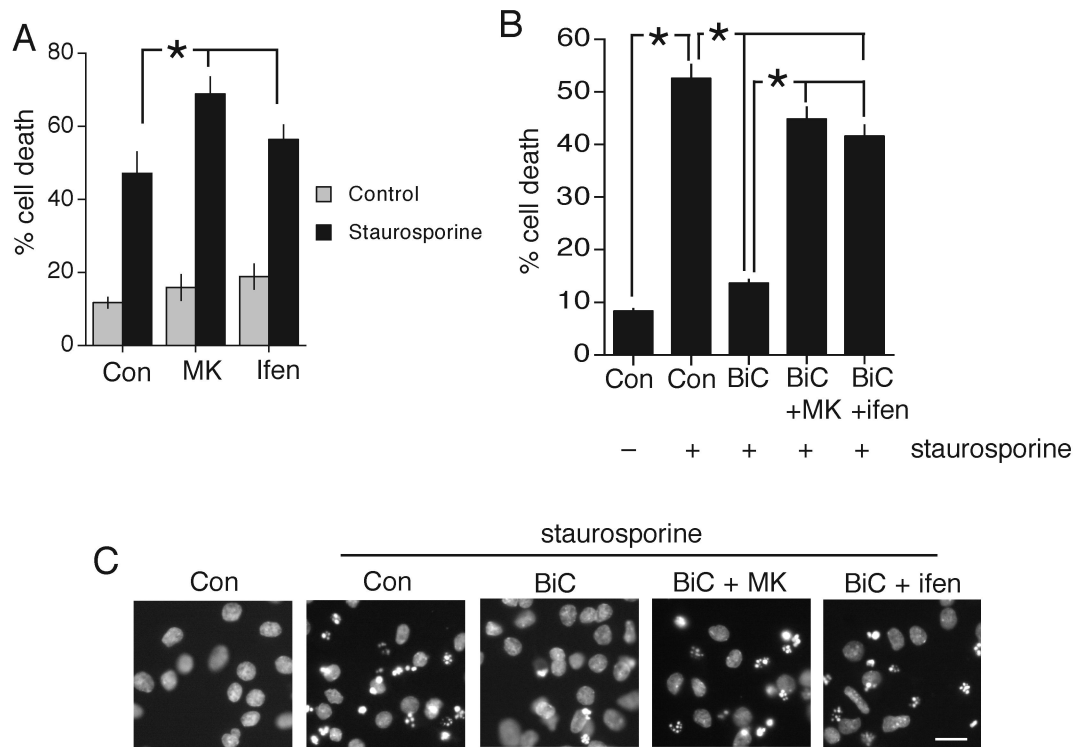 A
80
60
40
20
0
% cell death
*
Con MK Ifen
Control
Staurosporine
B
60
50
40
30
20
10
0
% cell death
* *
*
Con Con BiC BiC BiC
+MK +ifen
– + + + + staurosporine
C
staurosporine
Con Con BiC BiC + MK BiC + ifen